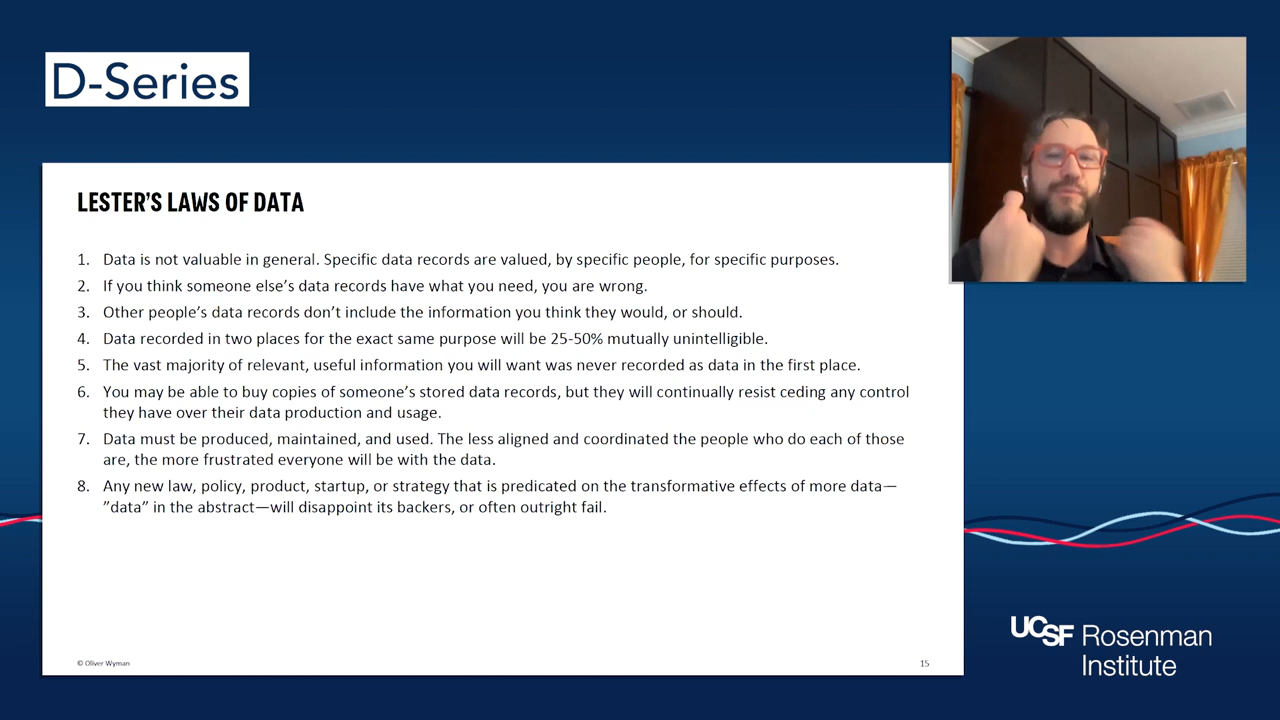 D-Series
LESTER'S LAWS OF DATA
1. Data is not valuable in general. Specific data records are valued, by specific people, for specific purposes.
2. If you think someone else's data records have what you need, you are wrong.
3. Other people's data records don't include the information you think they would, or should.
4. Data recorded in two places for the exact same purpose will be 25-50% mutually unintelligible.
5. The vast majority of relevant, useful information you will want was never recorded as data in the first place.
6. You may be able to buy copies of someone's stored data records, but they will continually resist ceding any control
they have over their data production and usage.
7. Data must be produced, maintained, and used. The less aligned and coordinated the people who do each of those
are, the more frustrated everyone will be with the data.
8. Any new law, policy, product, startup, or strategy that is predicated on the transformative effects of more data—
”data” in the abstract—will disappoint its backers, or often outright fail.
© Oliver Wyman
15
UCSF Rosenman
Institute